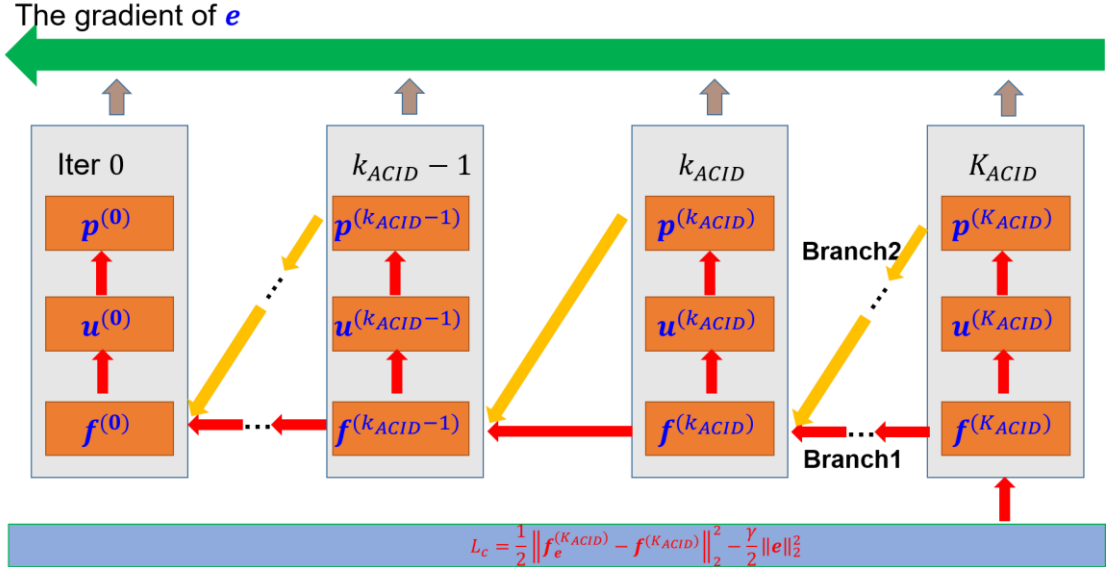 The gradient of e
Iter 0 k_ACID − 1 k_ACID K_ACID
p^(0) p^(k_ACID−1) p^(k_ACID) p^(K_ACID)
Branch2
u^(0) u^(k_ACID−1) u^(k_ACID) u^(K_ACID)
f^(0) f^(k_ACID−1) f^(k_ACID) f^(K_ACID)
Branch1
L_c = 1/2 ‖f_e^(K_ACID) − f^(K_ACID)‖_2^2 − γ/2 ‖e‖_2^2